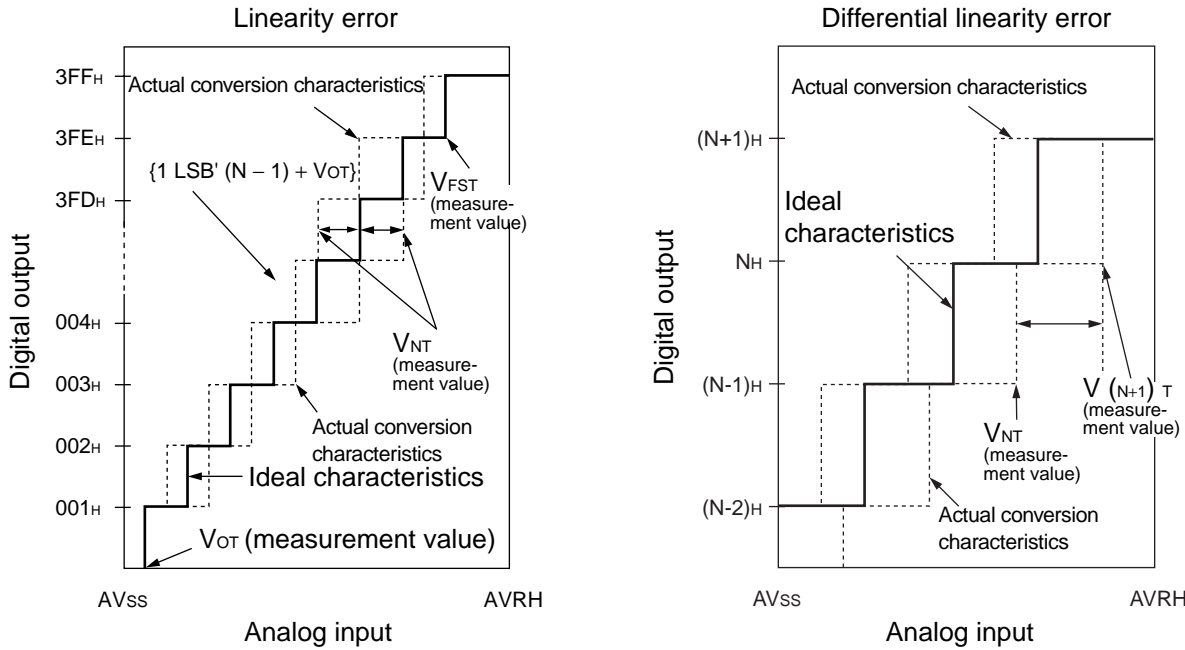 Linearity error
3FFH
3FEH
3FDH
004H
003H
002H
001H
Digital output
Actual conversion characteristics
{1 LSB' (N − 1) + VOT}
VFST
(measure-
ment value)
VNT
(measure-
ment value)
Actual conversion
characteristics
Ideal characteristics
VOT (measurement value)
AVSS
AVRH
Analog input
Differential linearity error
(N+1)H
NH
(N-1)H
(N-2)H
Digital output
Actual conversion characteristics
Ideal
characteristics
V (N+1) T
(measure-
ment value)
VNT
(measure-
ment value)
Actual conversion
characteristics
AVSS
AVRH
Analog input